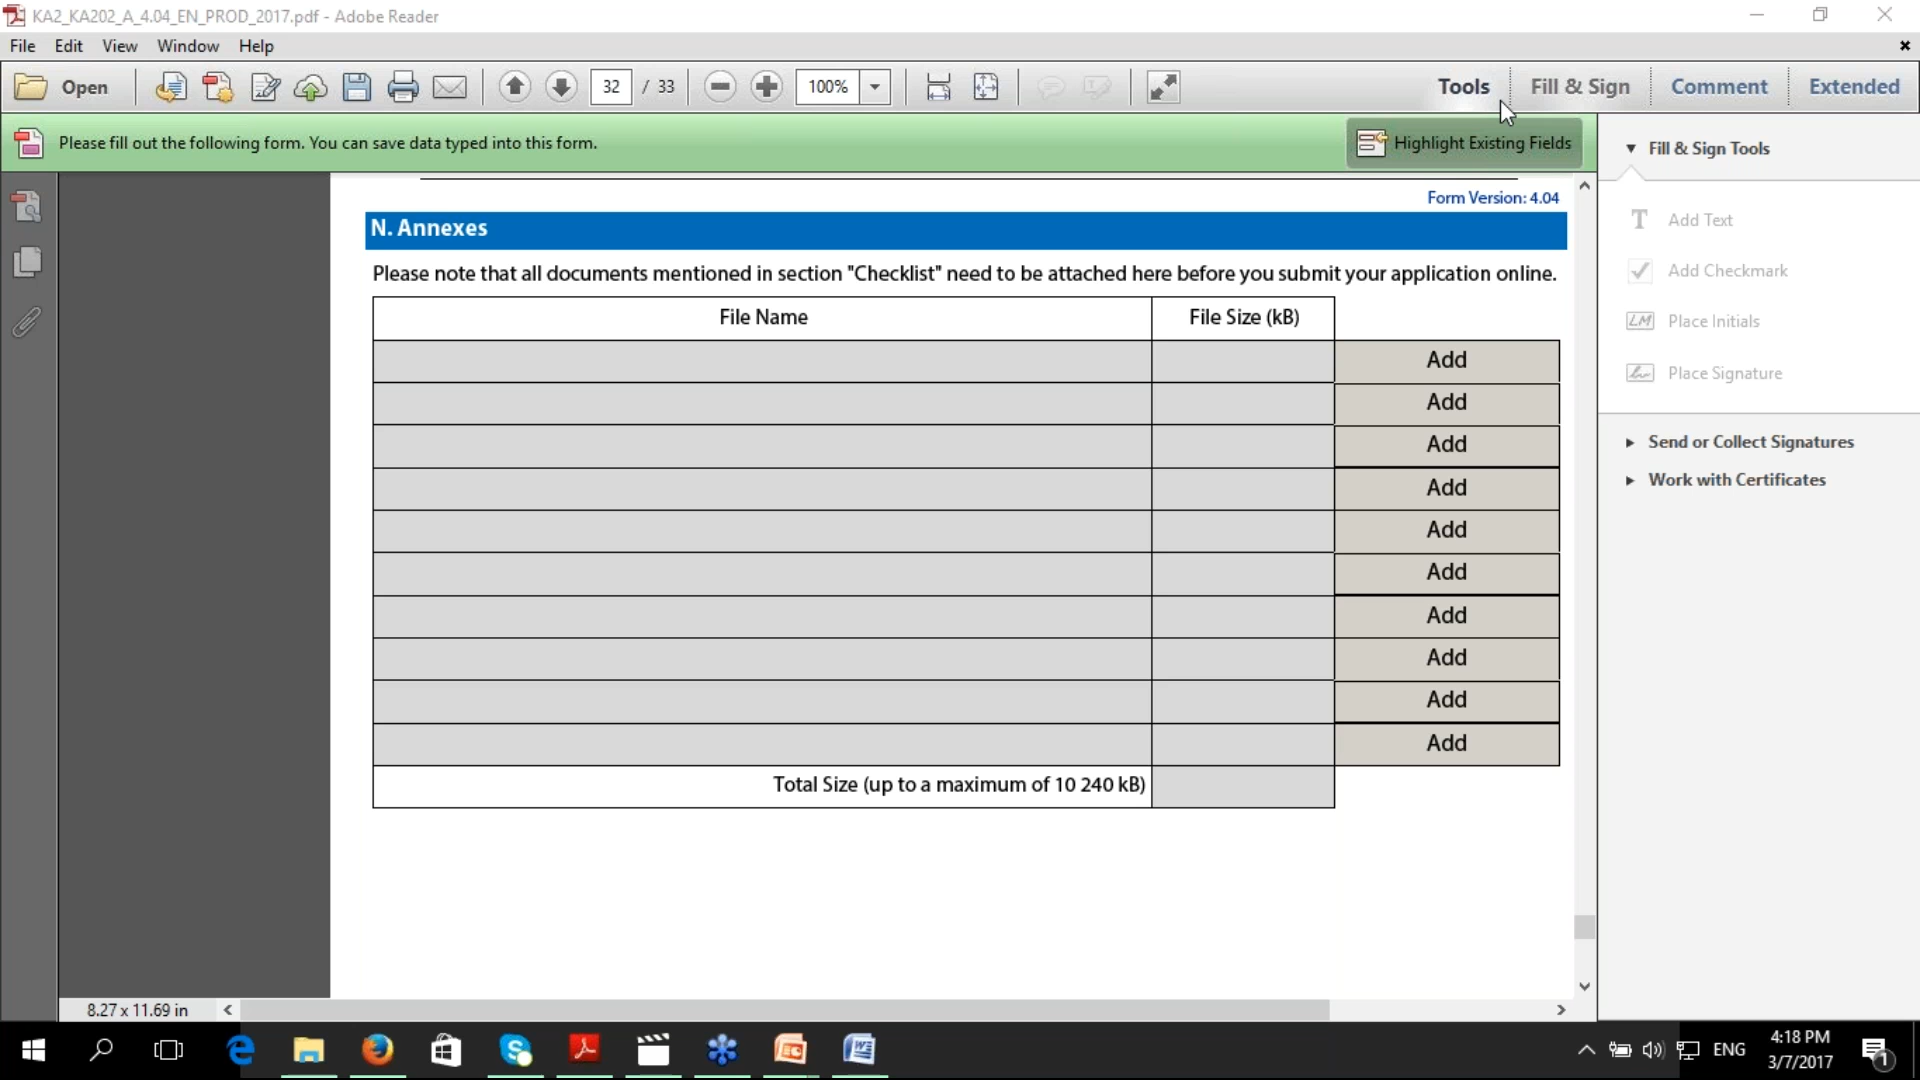 KA2_KA202_A_4.04_EN_PROD_2017.pdf - Adobe Reader
File Edit View Window Help
Open 32 / 33 100% Tools Fill & Sign Comment Extended
Please fill out the following form. You can save data typed into this form. Highlight Existing Fields
Fill & Sign Tools
Add Text
Add Checkmark
Place Initials
Place Signature
Send or Collect Signatures
Work with Certificates
Form Version: 4.04
N. Annexes
Please note that all documents mentioned in section "Checklist" need to be attached here before you submit your application online.
File Name File Size (kB)
Add
Add
Add
Add
Add
Add
Add
Add
Add
Add
Total Size (up to a maximum of 10 240 kB)
8.27 x 11.69 in
ENG 4:18 PM
3/7/2017
1